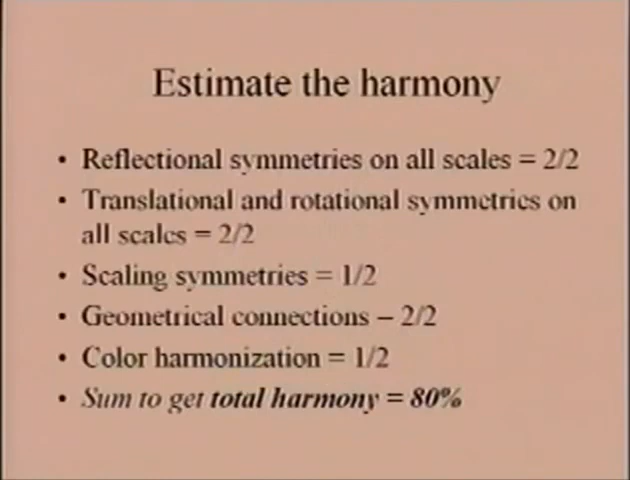 Estimate the harmony
• Reflectional symmetries on all scales = 2/2
• Translational and rotational symmetries on
all scales = 2/2
• Scaling symmetries = 1/2
• Geometrical connections = 2/2
• Color harmonization = 1/2
• Sum to get total harmony = 80%